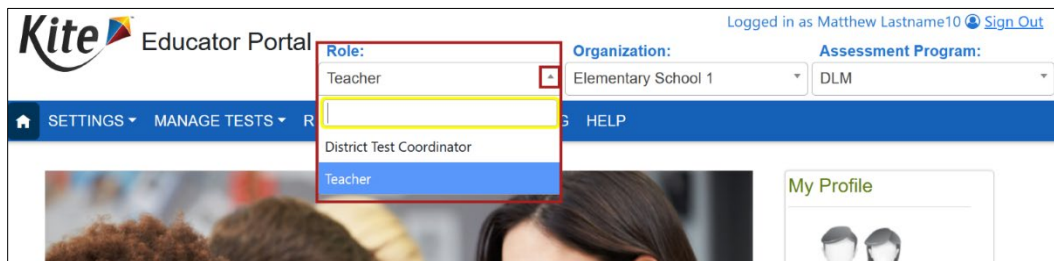 Logged in as Matthew Lastname10 Sign Out
Kite Educator Portal
Role: Organization: Assessment Program:
Teacher Elementary School 1 DLM
SETTINGS MANAGE TESTS R G HELP
District Test Coordinator
Teacher
My Profile